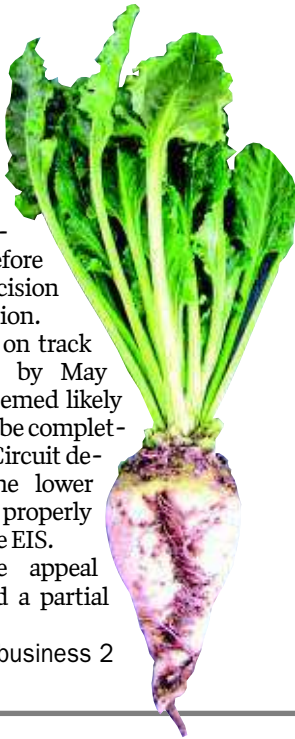 -
efore
cision
ion.
on track
by May
emed likely
be complet-
Circuit de-
he lower
properly
e EIS.
e appeal
d a partial
business 2